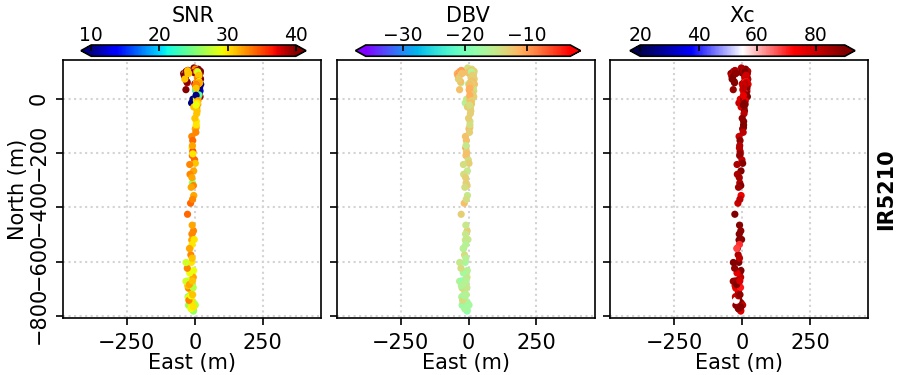 SNR DBV Xc
10 20 30 40 −30 −20 −10 20 40 60 80
North (m)
0
−200
−400
−600
−800
IR5210
−250 0 250 −250 0 250 −250 0 250
East (m) East (m) East (m)